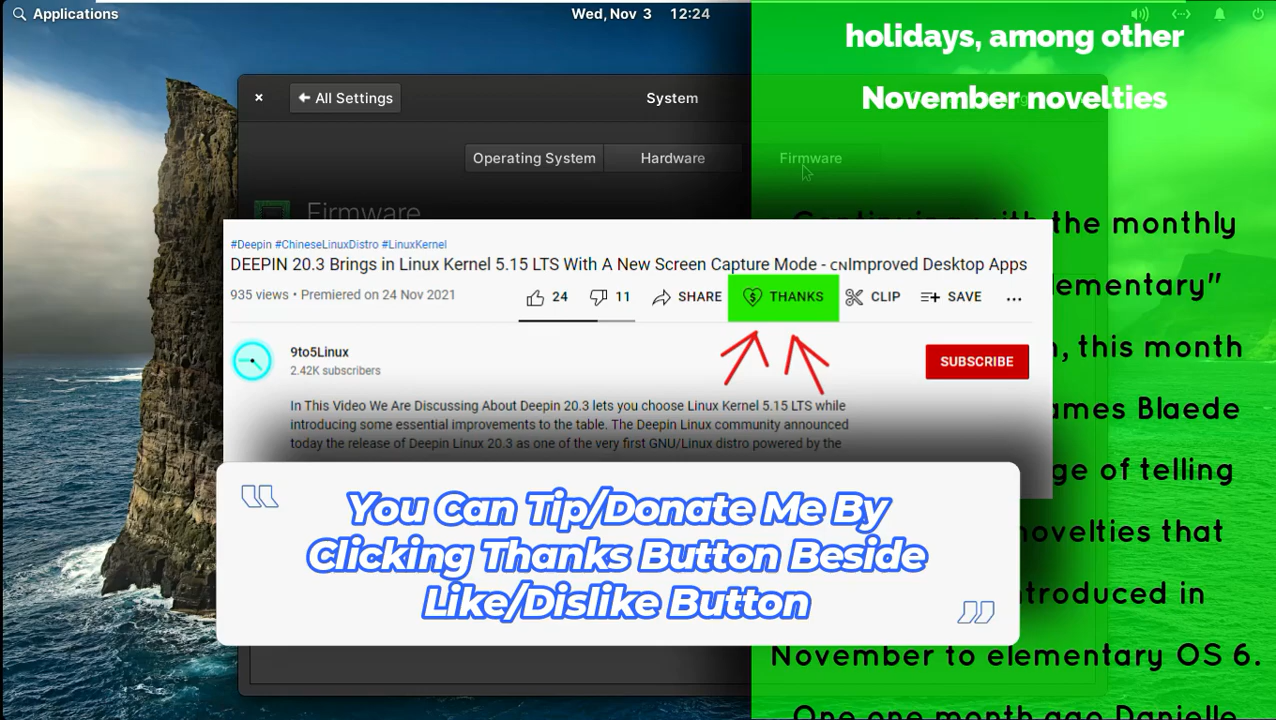 Applications
Wed, Nov 3 12:24
holidays, among other
November novelties
All Settings
System
Operating System
Hardware
Firmware
Firmware
#Deepin #ChineseLinuxDistro #LinuxKernel
DEEPIN 20.3 Brings in Linux Kernel 5.15 LTS With A New Screen Capture Mode - CNImproved Desktop Apps
935 views • Premiered on 24 Nov 2021
24
11
SHARE
THANKS
CLIP
SAVE
9to5Linux
2.42K subscribers
SUBSCRIBE
In This Video We Are Discussing About Deepin 20.3 lets you choose Linux Kernel 5.15 LTS while
introducing some essential improvements to the table. The Deepin Linux community announced
today the release of Deepin Linux 20.3 as one of the very first GNU/Linux distro powered by the
You Can Tip/Donate Me By
Clicking Thanks Button Beside
Like/Dislike Button
the monthly
this month
Blaede
of telling
that
in
November to elementary OS 6.
One one month ago Danielle